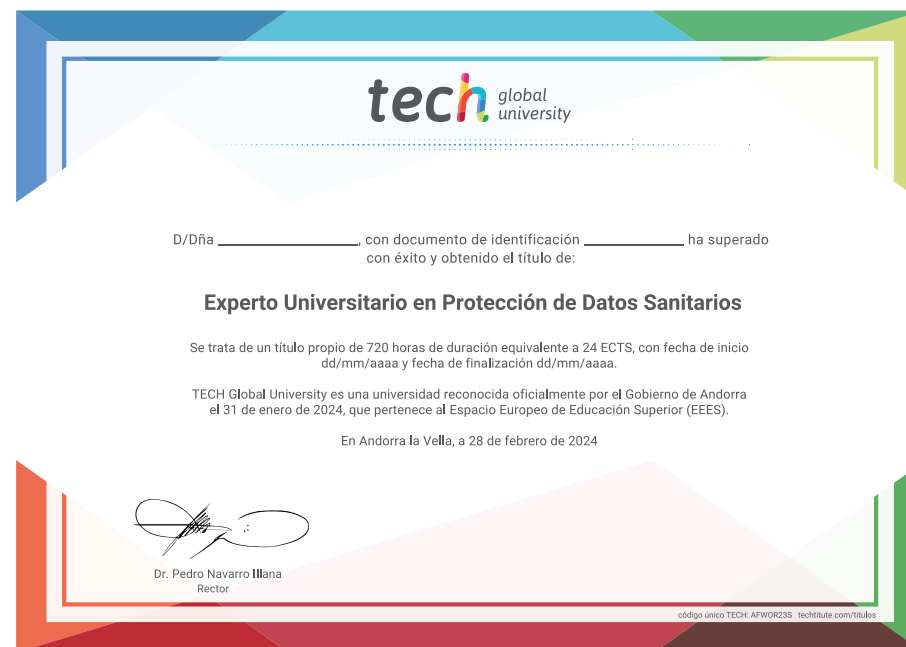 tech global university
D/Dña ____________________, con documento de identificación ______________ ha superado
con éxito y obtenido el título de:
Experto Universitario en Protección de Datos Sanitarios
Se trata de un título propio de 720 horas de duración equivalente a 24 ECTS, con fecha de inicio
dd/mm/aaaa y fecha de finalización dd/mm/aaaa.
TECH Global University es una universidad reconocida oficialmente por el Gobierno de Andorra
el 31 de enero de 2024, que pertenece al Espacio Europeo de Educación Superior (EEES).
En Andorra la Vella, a 28 de febrero de 2024
Dr. Pedro Navarro Illana
Rector
código único TECH: AFWOR23S techtitute.com/titulos